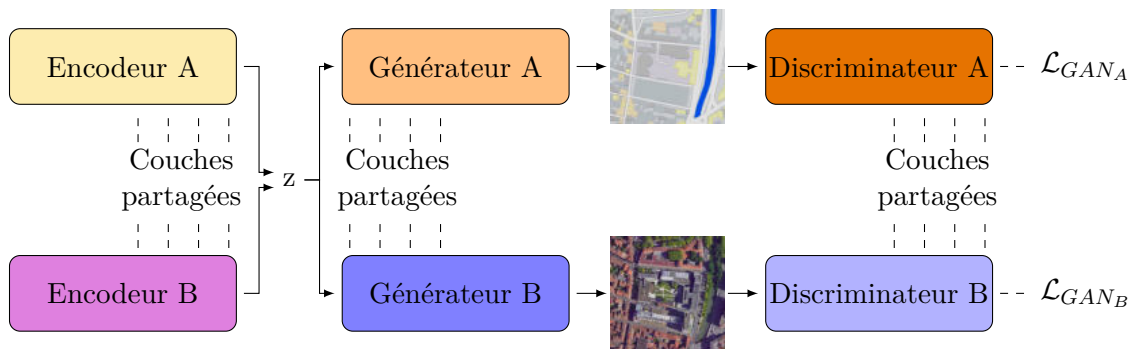 Encodeur A
Générateur A
Discriminateur A
ℒ_{GAN_A}
Couches
partagées
z
Couches
partagées
Couches
partagées
Encodeur B
Générateur B
Discriminateur B
ℒ_{GAN_B}